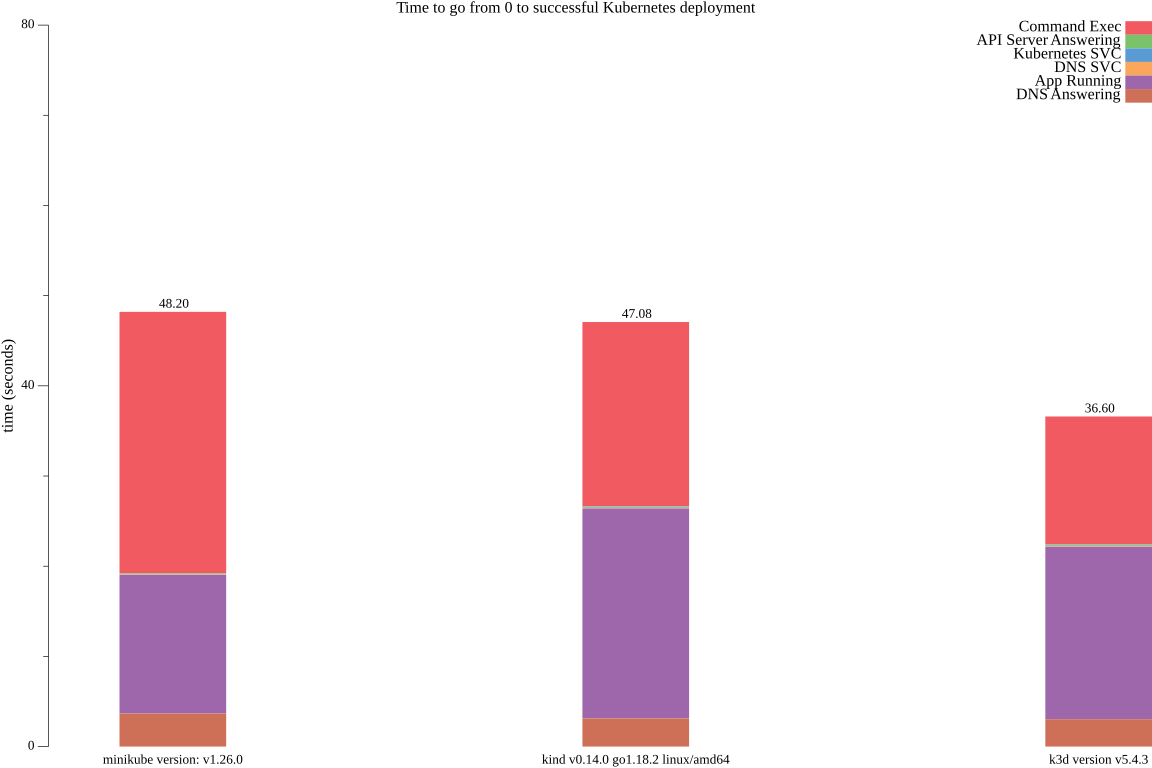 Time to go from 0 to successful Kubernetes deployment
80
Command Exec
API Server Answering
Kubernetes SVC
DNS SVC
App Running
DNS Answering
48.20
47.08
time (seconds)
40
36.60
0
minikube version: v1.26.0
kind v0.14.0 go1.18.2 linux/amd64
k3d version v5.4.3